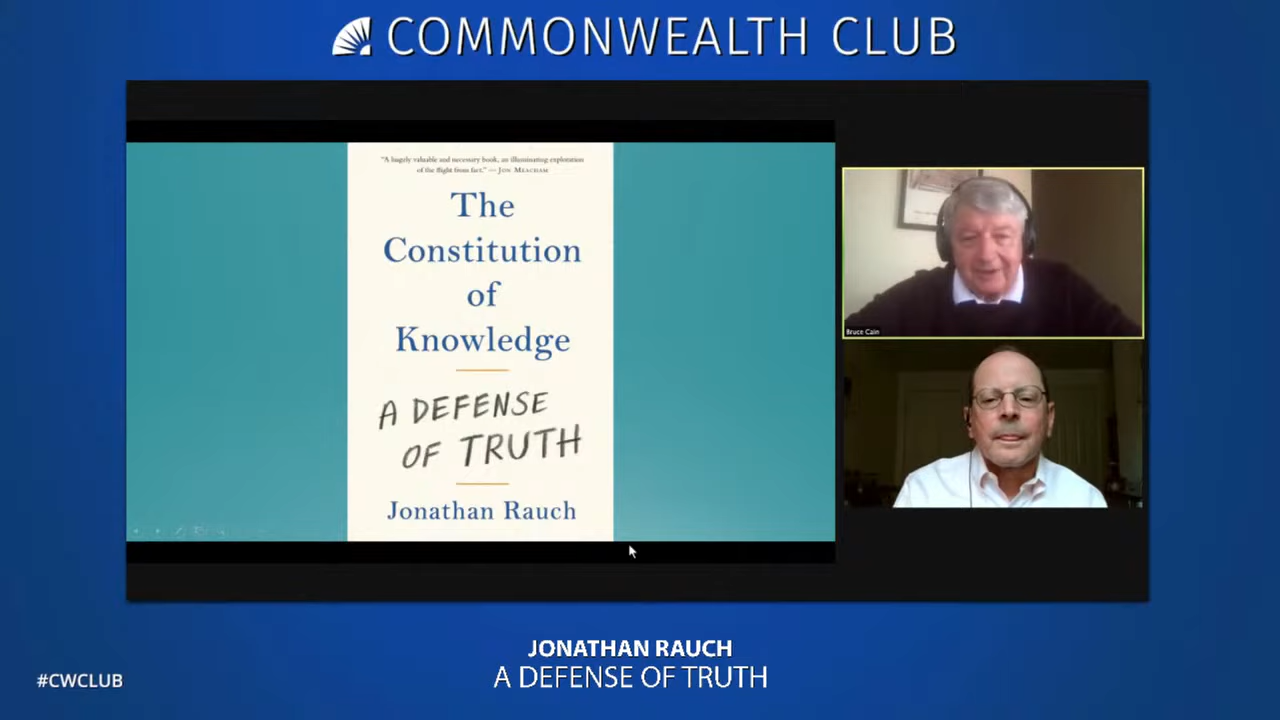 COMMONWEALTH CLUB
"A hugely valuable and necessary book, an illuminating exploration
of the flight from fact." — JON MEACHAM
The
Constitution
of
Knowledge
A DEFENSE
OF TRUTH
Jonathan Rauch
Bruce Cain
JONATHAN RAUCH
A DEFENSE OF TRUTH
#CWCLUB